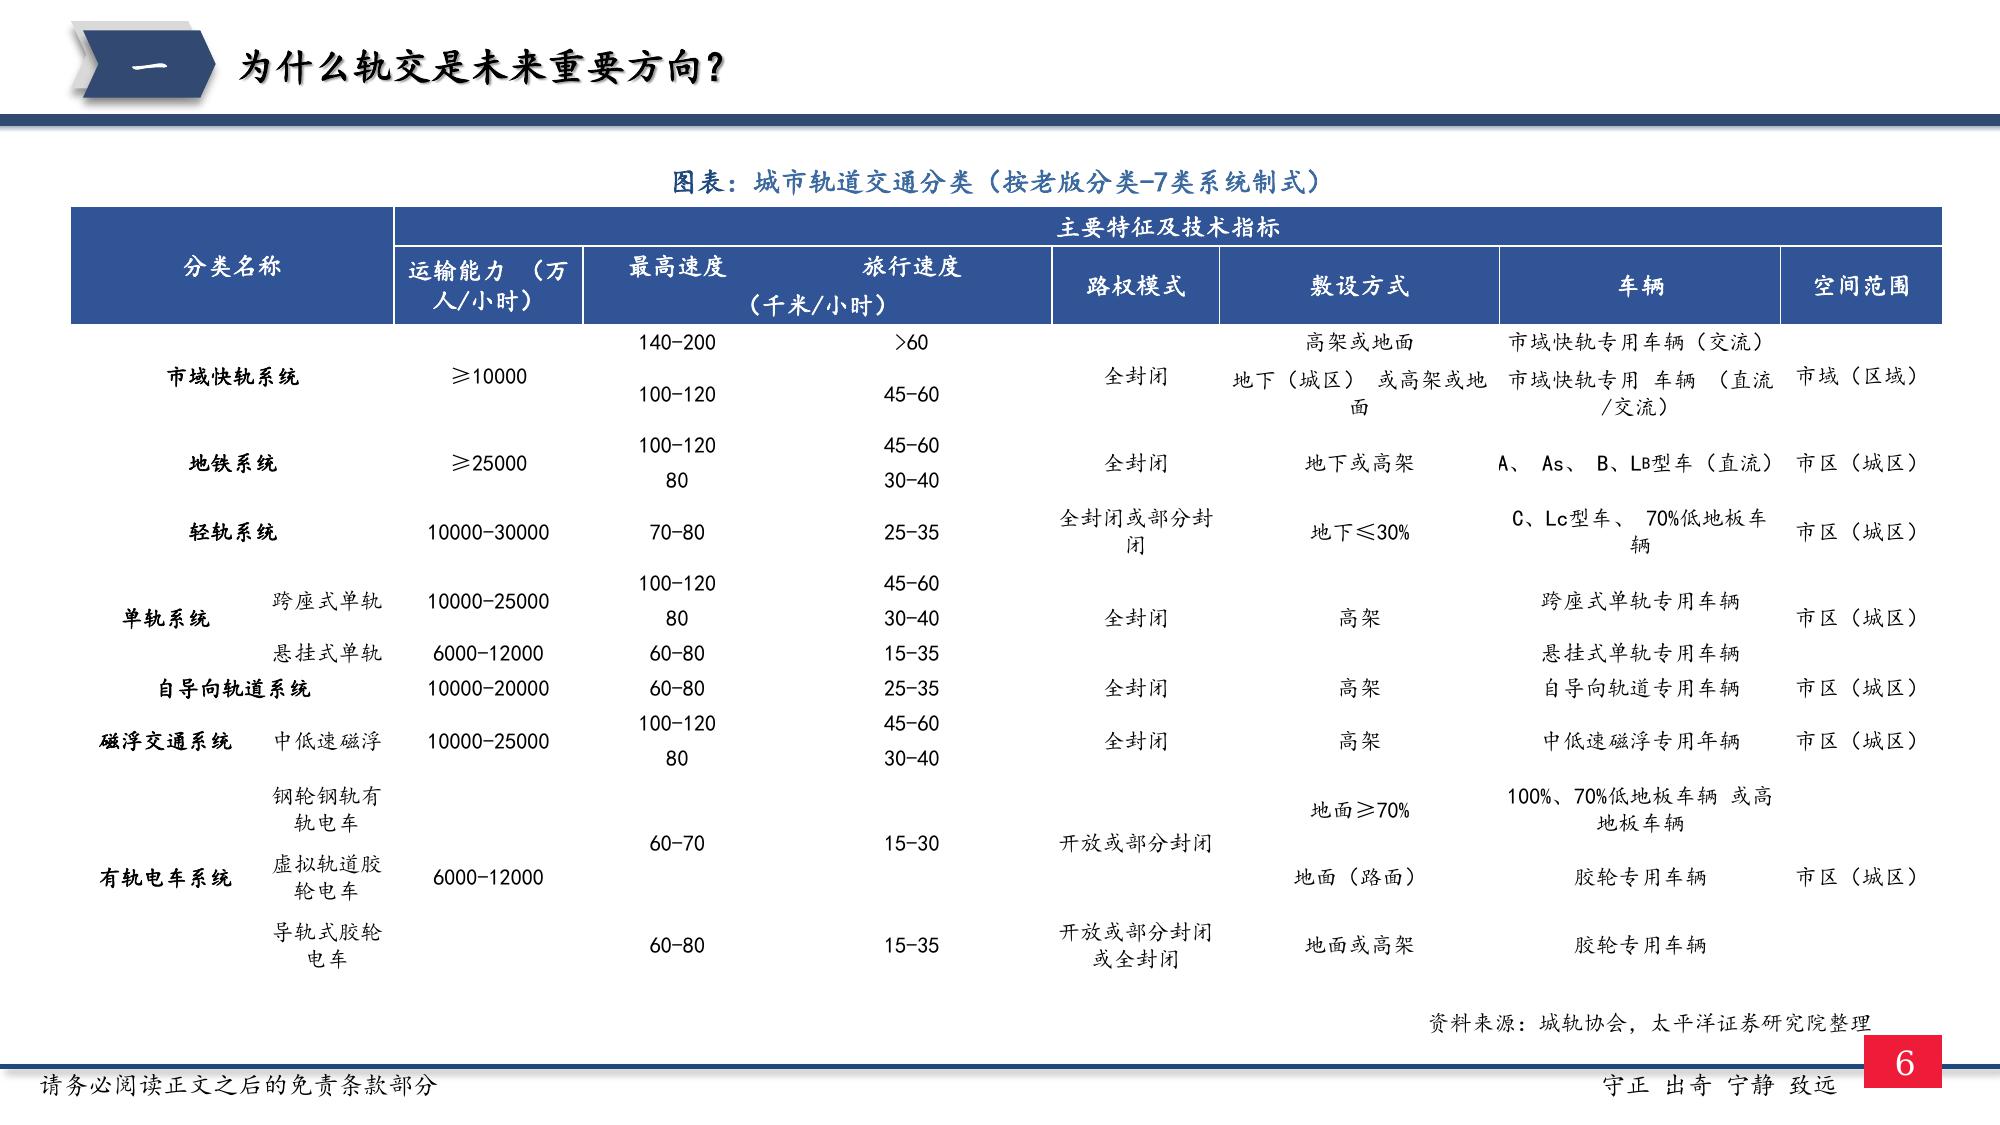 一
为什么轨交是未来重要方向？
图表：城市轨道交通分类（按老版分类-7类系统制式）
分类名称
主要特征及技术指标
运输能力 （万
人/小时）
最高速度 旅行速度
（千米/小时）
路权模式
敷设方式
车辆
空间范围
市域快轨系统
≥10000
140-200 >60
100-120 45-60
全封闭
高架或地面
地下（城区） 或高架或地
面
市域快轨专用车辆（交流）
市域快轨专用 车辆 （直流
/交流）
市域（区域）
地铁系统
≥25000
100-120 45-60
80 30-40
全封闭
地下或高架
A、 As、 B、LB型车（直流）
市区（城区）
轻轨系统
10000-30000
70-80 25-35
全封闭或部分封
闭
地下≤30%
C、Lc型车、 70%低地板车
辆
市区（城区）
单轨系统
跨座式单轨
10000-25000
100-120 45-60
80 30-40
全封闭
高架
跨座式单轨专用车辆
市区（城区）
悬挂式单轨
6000-12000
60-80 15-35
悬挂式单轨专用车辆
自导向轨道系统
10000-20000
60-80 25-35
全封闭
高架
自导向轨道专用车辆
市区（城区）
磁浮交通系统
中低速磁浮
10000-25000
100-120 45-60
80 30-40
全封闭
高架
中低速磁浮专用年辆
市区（城区）
有轨电车系统
钢轮钢轨有
轨电车
6000-12000
60-70 15-30
开放或部分封闭
地面≥70%
100%、70%低地板车辆 或高
地板车辆
虚拟轨道胶
轮电车
地面（路面）
胶轮专用车辆
市区（城区）
导轨式胶轮
电车
60-80 15-35
开放或部分封闭
或全封闭
地面或高架
胶轮专用车辆
资料来源：城轨协会，太平洋证券研究院整理
请务必阅读正文之后的免责条款部分
守正 出奇 宁静 致远
6